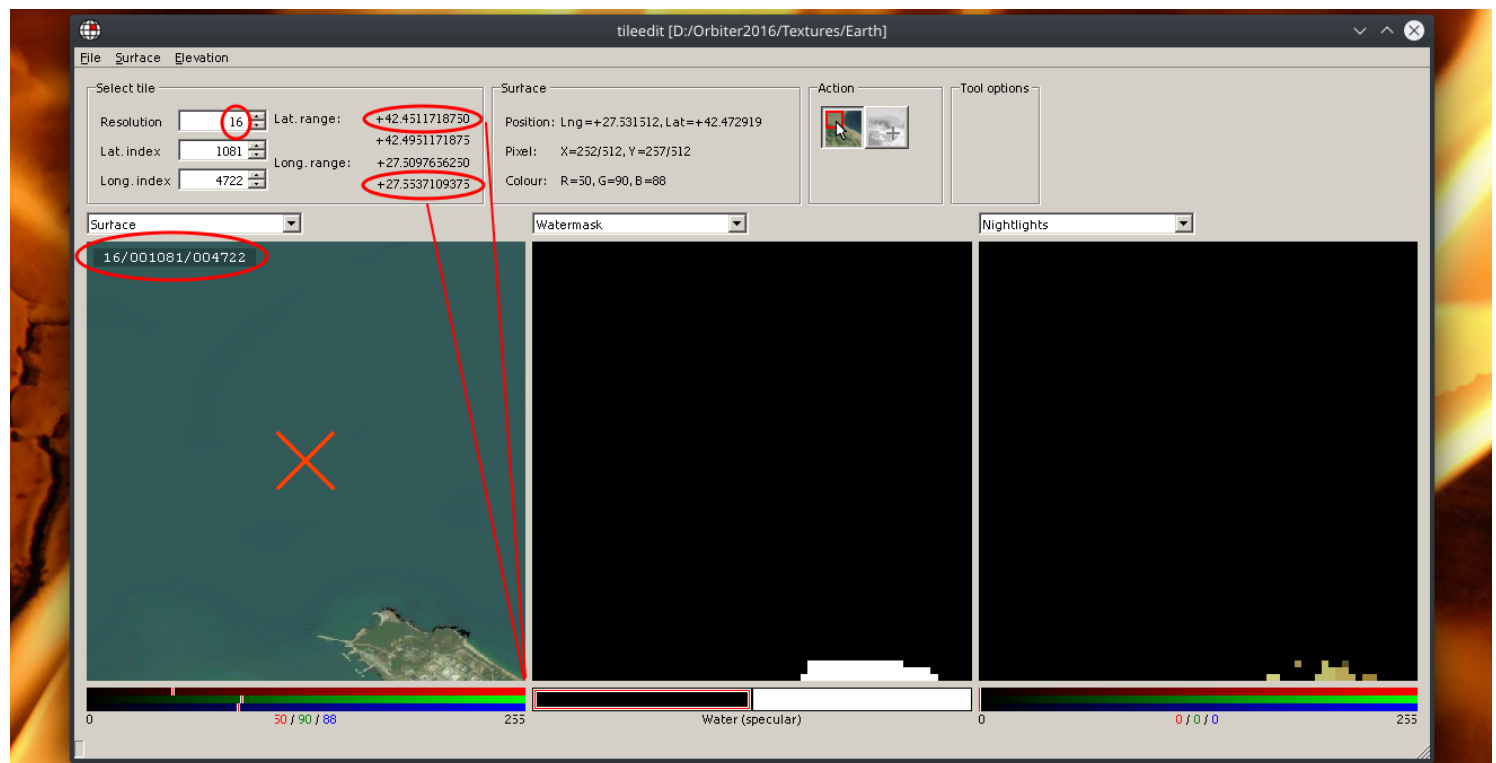 tileedit [D:/Orbiter2016/Textures/Earth]
File Surface Elevation
Select tile
Resolution 16
Lat. index 1081
Long. index 4722
Lat. range: +42.4511718750
+42.4951171875
Long. range: +27.5097656250
+27.5537109375
Surface
Position: Lng=+27.531512, Lat=+42.472919
Pixel: X=252/512, Y=257/512
Colour: R=50, G=90, B=88
Action
Tool options
Surface
Watermask
Nightlights
16/001081/004722
0 50 / 90 / 88 255
Water (specular)
0 0 / 0 / 0 255